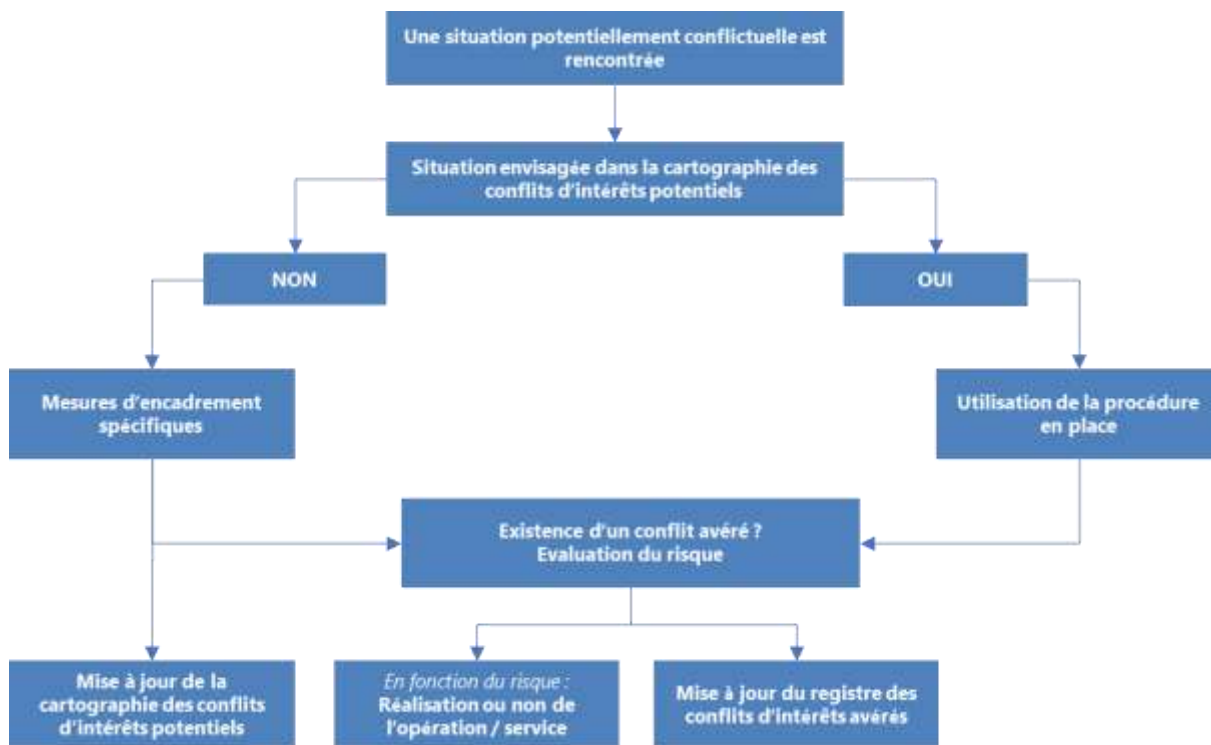 Une situation potentiellement conflictuelle est
rencontrée
Situation envisagée dans la cartographie des
conflits d'intérêts potentiels
NON
OUI
Mesures d'encadrement
spécifiques
Utilisation de la procédure
en place
Existence d'un conflit avéré ?
Evaluation du risque
Mise à jour de la
cartographie des conflits
d'intérêts potentiels
En fonction du risque :
Réalisation ou non de
l'opération / service
Mise à jour du registre des
conflits d'intérêts avérés